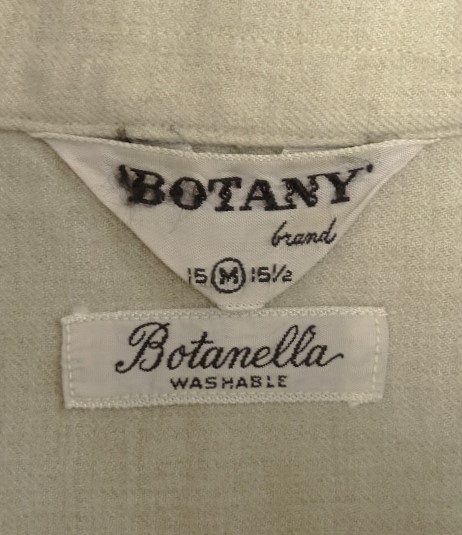 'BOTANY'
brand
15 M 15½
Botanella
WASHABLE